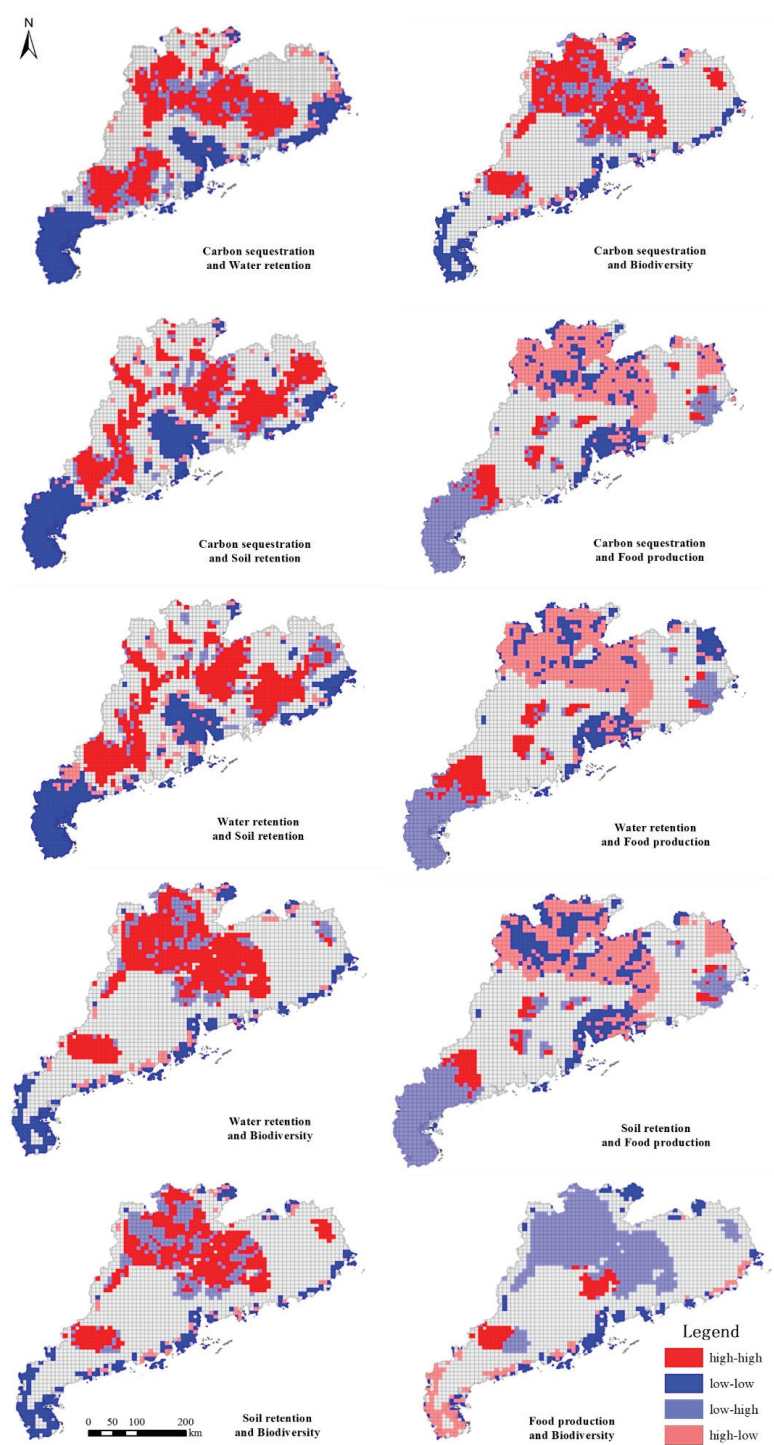 N
Carbon sequestration
and Water retention
Carbon sequestration
and Biodiversity
Carbon sequestration
and Soil retention
Carbon sequestration
and Food production
Water retention
and Soil retention
Water retention
and Food production
Water retention
and Biodiversity
Soil retention
and Food production
Soil retention
and Biodiversity
0 50 100 200
km
Food production
and Biodiversity
Legend
high-high
low-low
low-high
high-low